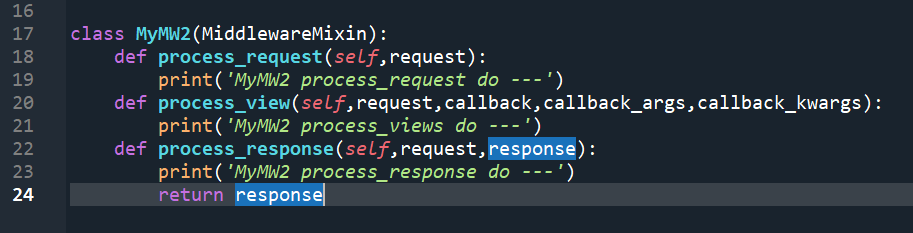 16
17 class MyMW2(MiddlewareMixin):
18     def process_request(self,request):
19         print('MyMW2 process_request do ---')
20     def process_view(self,request,callback,callback_args,callback_kwargs):
21         print('MyMW2 process_views do ---')
22     def process_response(self,request,response):
23         print('MyMW2 process_response do ---')
24         return response